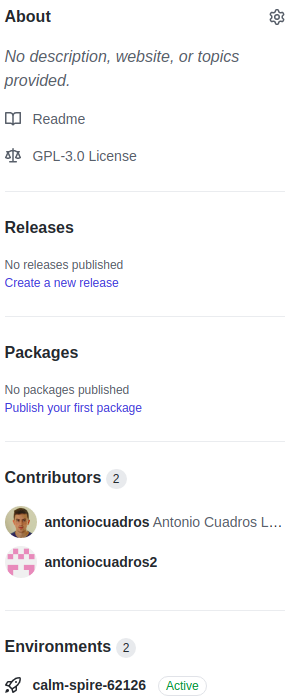 About
No description, website, or topics
provided.
Readme
GPL-3.0 License
Releases
No releases published
Create a new release
Packages
No packages published
Publish your first package
Contributors 2
antoniocuadros Antonio Cuadros L...
antoniocuadros2
Environments 2
calm-spire-62126 Active